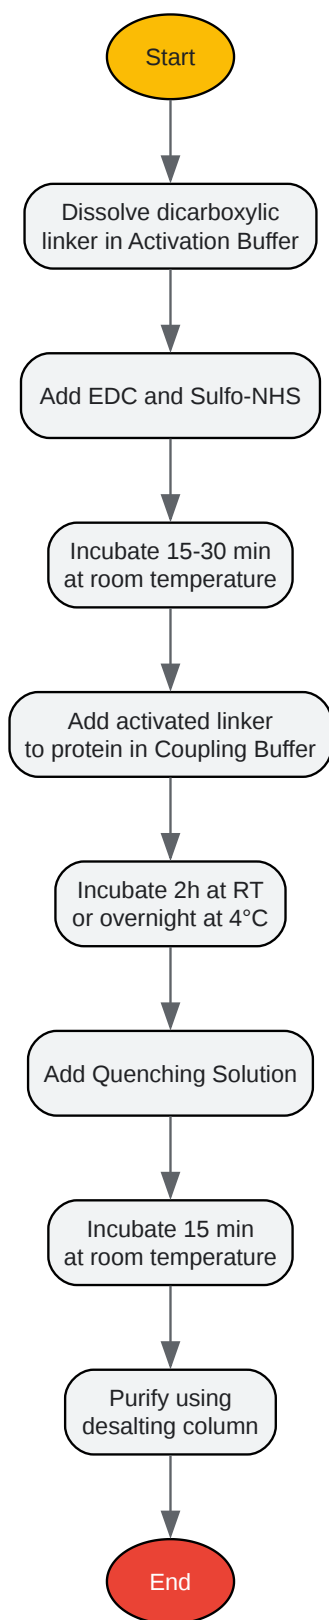 Start
Dissolve dicarboxylic
linker in Activation Buffer
Add EDC and Sulfo-NHS
Incubate 15-30 min
at room temperature
Add activated linker
to protein in Coupling Buffer
Incubate 2h at RT
or overnight at 4°C
Add Quenching Solution
Incubate 15 min
at room temperature
Purify using
desalting column
End